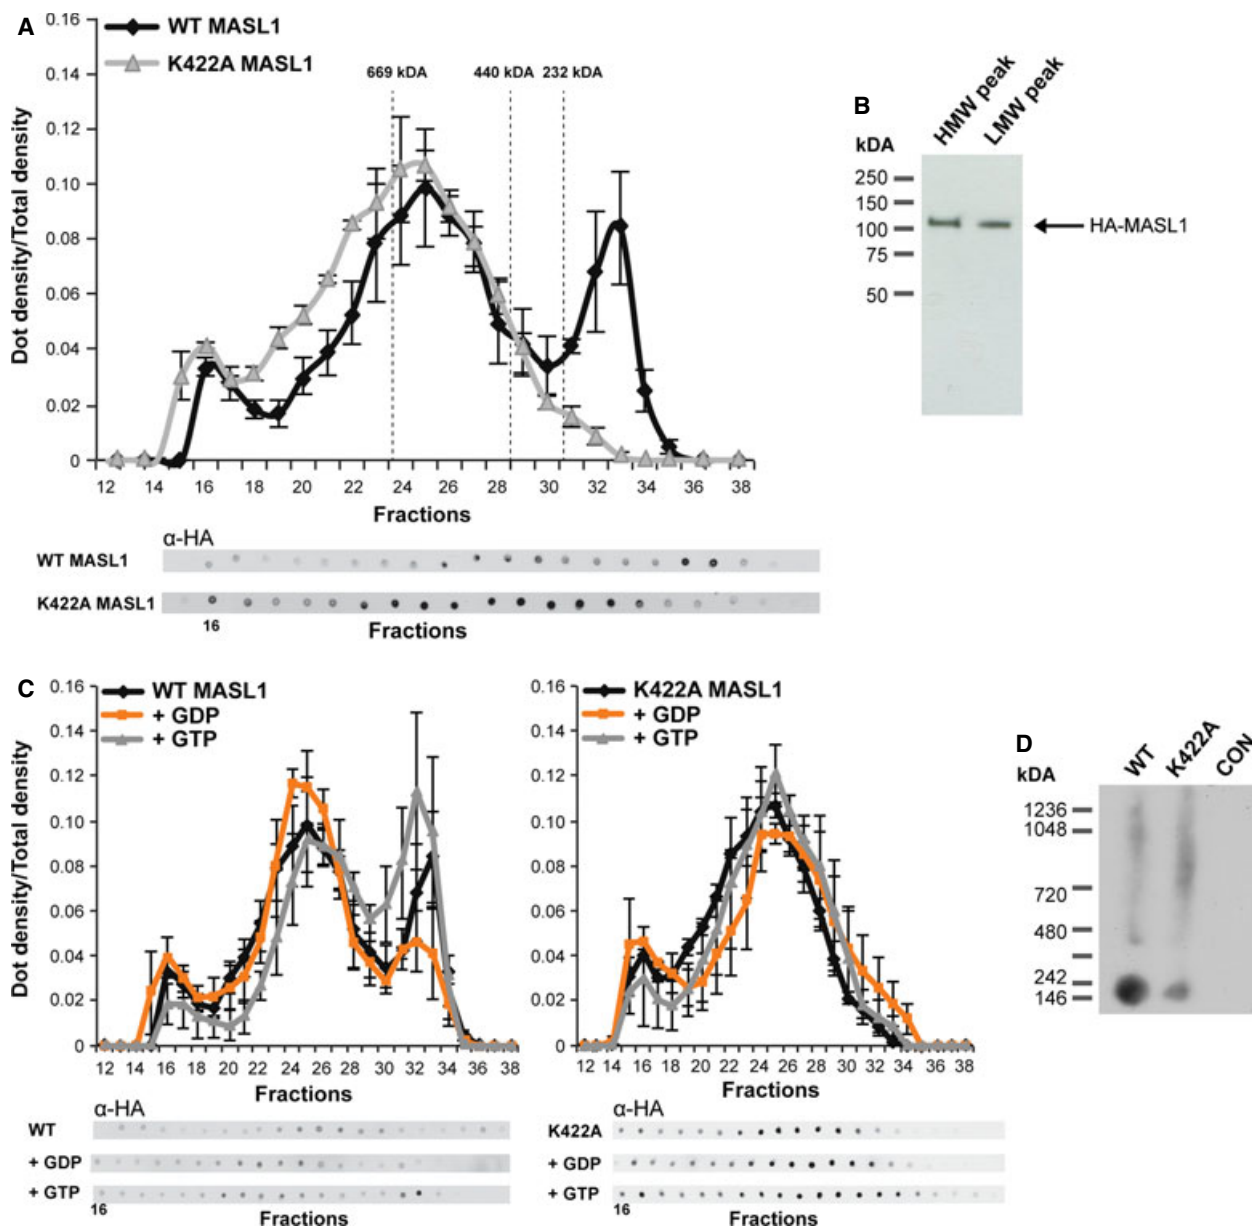 A
WT MASL1
K422A MASL1
0.16
0.14
0.12
0.10
0.08
0.06
0.04
0.02
0
Dot density/Total density
669 kDA
440 kDA
232 kDA
12 14 16 18 20 22 24 26 28 30 32 34 36 38
Fractions
α-HA
WT MASL1
K422A MASL1
16
Fractions
B
HMW peak
LMW peak
kDA
250
150
100
75
50
HA-MASL1
C
WT MASL1
+ GDP
+ GTP
0.16
0.14
0.12
0.10
0.08
0.06
0.04
0.02
0
Dot density/Total density
12 14 16 18 20 22 24 26 28 30 32 34 36 38
Fractions
α-HA
WT
+ GDP
+ GTP
16
Fractions
K422A MASL1
+ GDP
+ GTP
0.16
0.14
0.12
0.10
0.08
0.06
0.04
0.02
0
12 14 16 18 20 22 24 26 28 30 32 34 36 38
Fractions
α-HA
K422A
+ GDP
+ GTP
16
Fractions
D
WT
K422A
CON
kDA
1236
1048
720
480
242
146